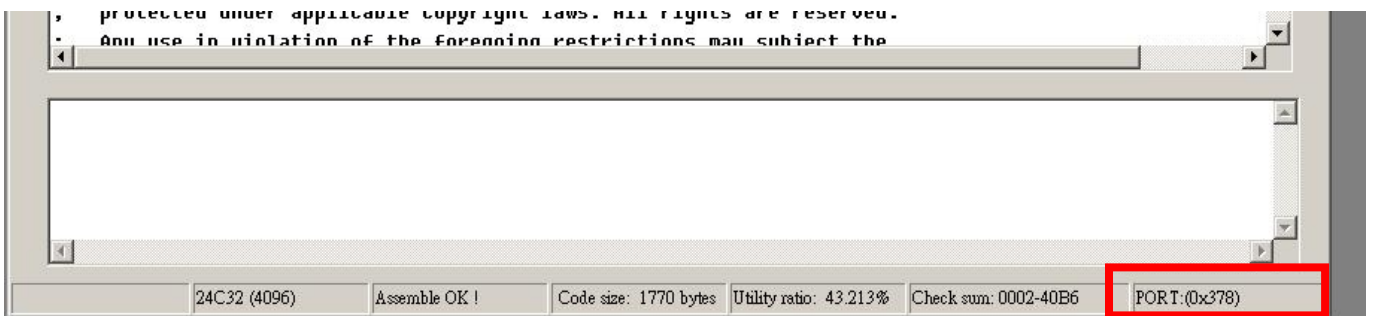 ;   protected under applicable copyright laws. All rights are reserved.
;   Any use in violation of the foregoing restrictions may subject the
24C32 (4096) Assemble OK ! Code size: 1770 bytes Utility ratio: 43.213% Check sum: 0002-40B6 PORT:(0x378)